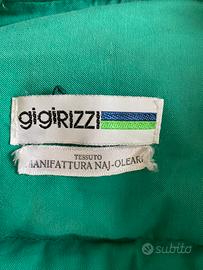 gigiRIZZI
TESSUTO
MANIFATTURA NAJ-OLEARI
subito